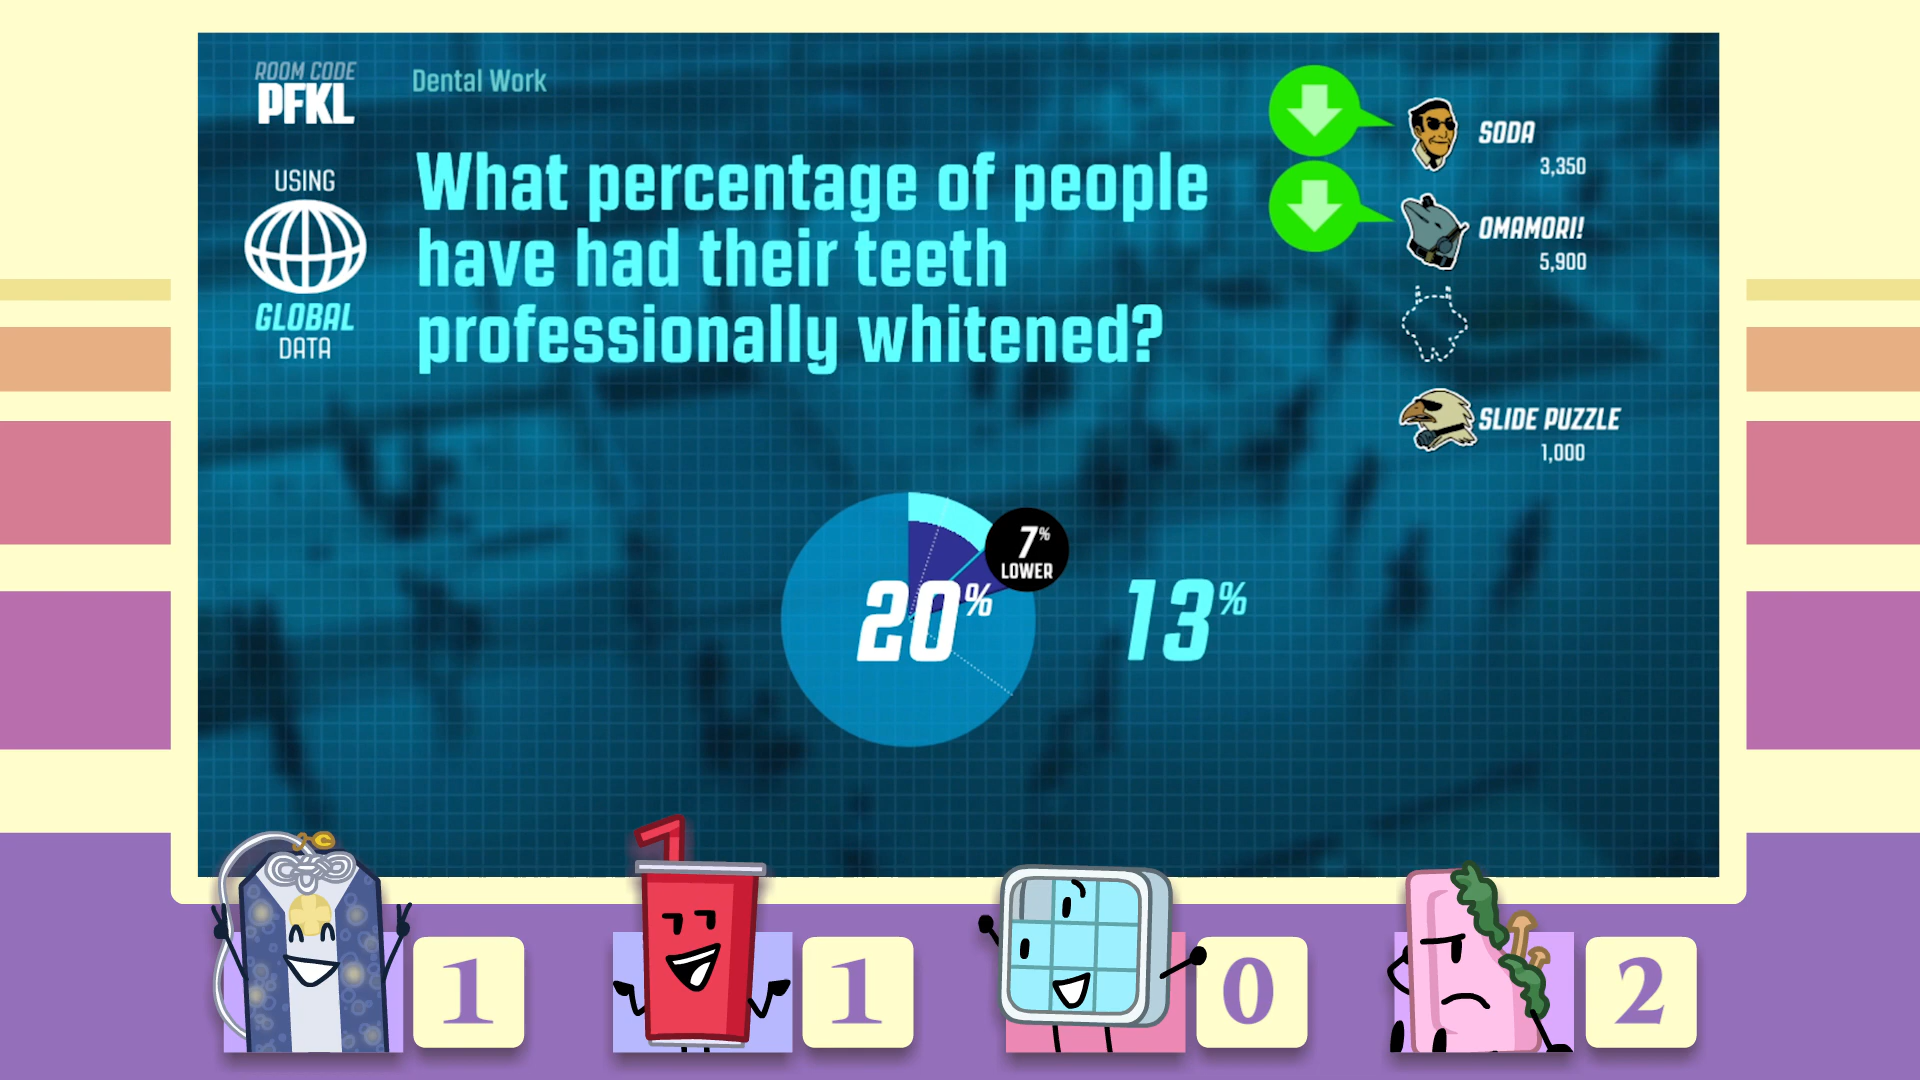 ROOM CODE
PFKL
Dental Work
USING
GLOBAL
DATA
What percentage of people
have had their teeth
professionally whitened?
SODA
3,350
OMAMORI!
5,900
SLIDE PUZZLE
1,000
7%
LOWER
20%
13%
1
1
0
2